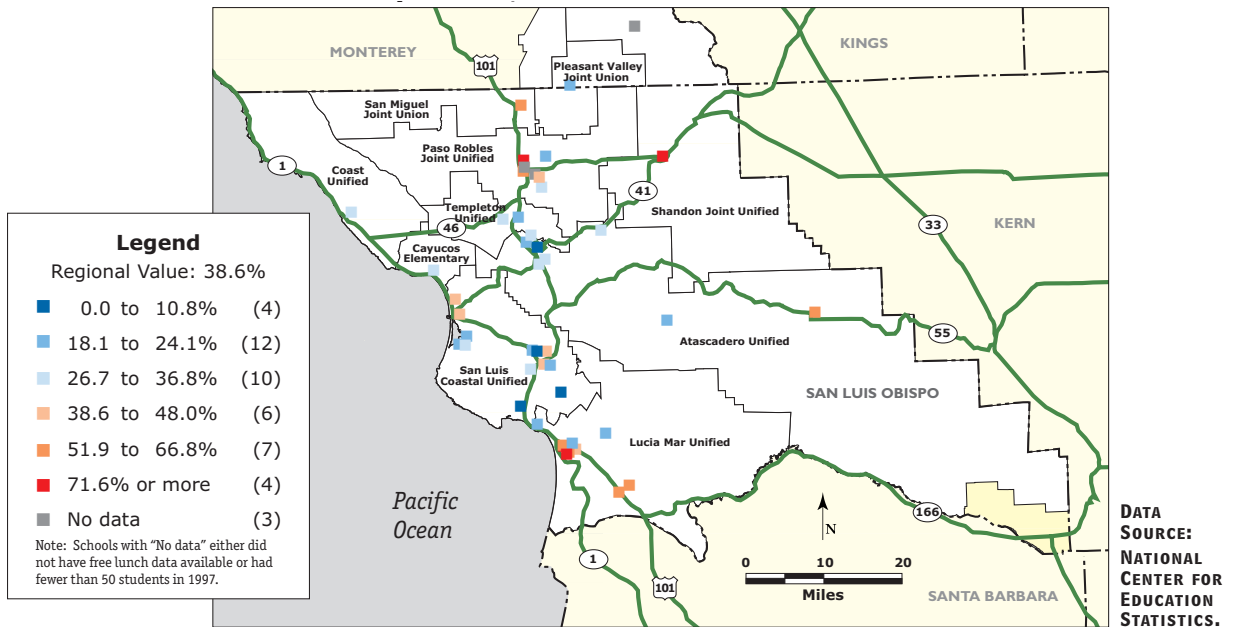 MONTEREY
KINGS
101
Pleasant Valley
Joint Union
San Miguel
Joint Union
Paso Robles
Joint Unified
1
Coast
Unified
41
Templeton
Unified
Shandon Joint Unified
46
33
KERN
Cayucos
Elementary
Legend
Regional Value: 38.6%
0.0 to 10.8% (4)
18.1 to 24.1% (12)
26.7 to 36.8% (10)
38.6 to 48.0% (6)
51.9 to 66.8% (7)
71.6% or more (4)
No data (3)
Note: Schools with “No data” either did
not have free lunch data available or had
fewer than 50 students in 1997.
Atascadero Unified
55
San Luis
Coastal Unified
SAN LUIS OBISPO
Lucia Mar Unified
Pacific
Ocean
166
N
0 10 20
Miles
1
101
SANTA BARBARA
DATA
SOURCE:
NATIONAL
CENTER FOR
EDUCATION
STATISTICS.